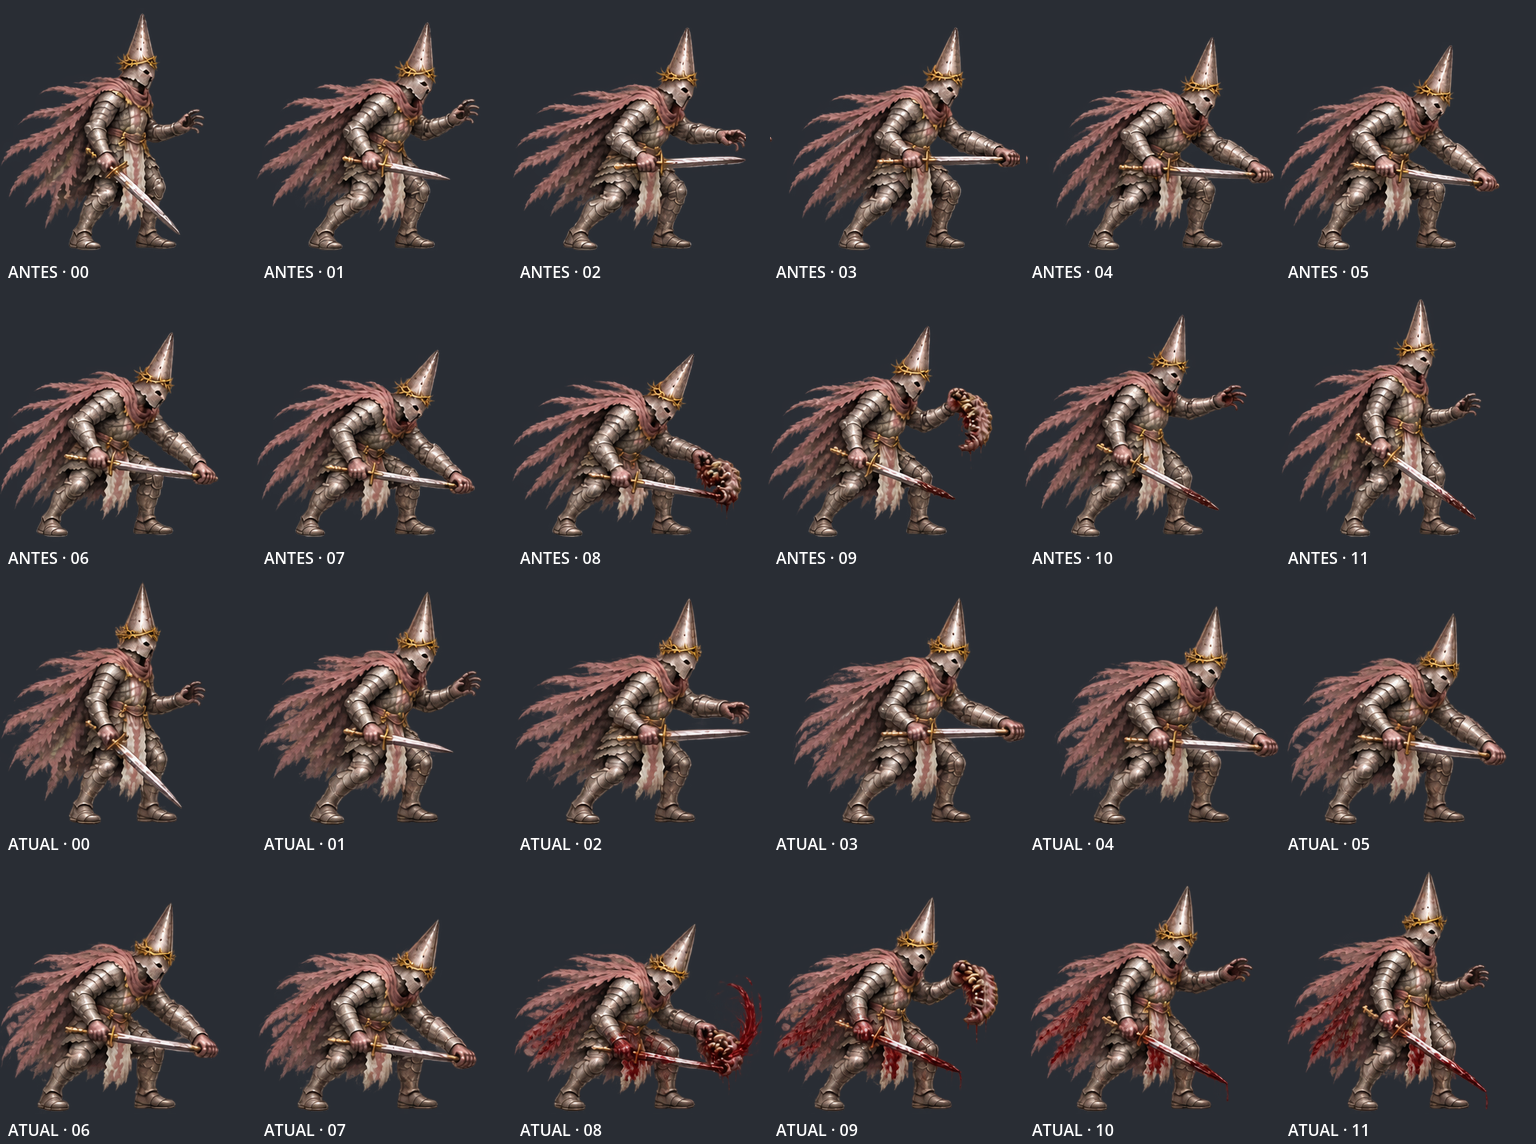 ANTES · 00
ANTES · 01
ANTES · 02
ANTES · 03
ANTES · 04
ANTES · 05
ANTES · 06
ANTES · 07
ANTES · 08
ANTES · 09
ANTES · 10
ANTES · 11
ATUAL · 00
ATUAL · 01
ATUAL · 02
ATUAL · 03
ATUAL · 04
ATUAL · 05
ATUAL · 06
ATUAL · 07
ATUAL · 08
ATUAL · 09
ATUAL · 10
ATUAL · 11